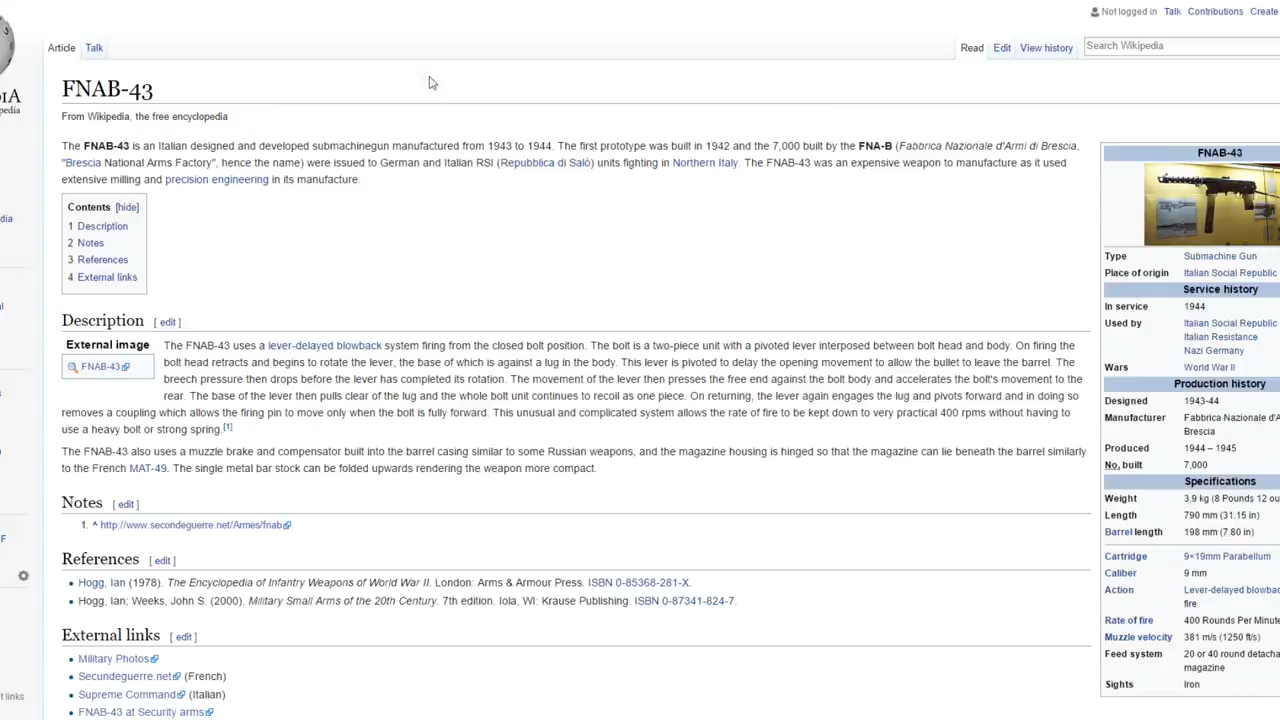 Not logged in Talk Contributions Create
Article Talk
Read Edit View history
Search Wikipedia
pedia
FNAB-43
From Wikipedia, the free encyclopedia
The FNAB-43 is an Italian designed and developed submachinegun manufactured from 1943 to 1944. The first prototype was built in 1942 and the 7,000 built by the FNA-B (Fabbrica Nazionale d'Armi di Brescia,
"Brescia National Arms Factory", hence the name) were issued to German and Italian RSI (Repubblica di Salò) units fighting in Northern Italy. The FNAB-43 was an expensive weapon to manufacture as it used
extensive milling and precision engineering in its manufacture.
Contents [hide]
1 Description
2 Notes
3 References
4 External links
Description [ edit ]
External image
FNAB-43
The FNAB-43 uses a lever-delayed blowback system firing from the closed bolt position. The bolt is a two-piece unit with a pivoted lever interposed between bolt head and body. On firing the
bolt head retracts and begins to rotate the lever, the base of which is against a lug in the body. This lever is pivoted to delay the opening movement to allow the bullet to leave the barrel. The
breech pressure then drops before the lever has completed its rotation. The movement of the lever then presses the free end against the bolt body and accelerates the bolt's movement to the
rear. The base of the lever then pulls clear of the lug and the whole bolt unit continues to recoil as one piece. On returning, the lever again engages the lug and pivots forward and in doing so
removes a coupling which allows the firing pin to move only when the bolt is fully forward. This unusual and complicated system allows the rate of fire to be kept down to very practical 400 rpms without having to
use a heavy bolt or strong spring.[1]
The FNAB-43 also uses a muzzle brake and compensator built into the barrel casing similar to some Russian weapons, and the magazine housing is hinged so that the magazine can lie beneath the barrel similarly
to the French MAT-49. The single metal bar stock can be folded upwards rendering the weapon more compact.
Notes [ edit ]
1. ^ http://www.secondeguerre.net/Armes/fnab
References [ edit ]
• Hogg, Ian (1978). The Encyclopedia of Infantry Weapons of World War II. London: Arms & Armour Press. ISBN 0-85368-281-X.
• Hogg, Ian; Weeks, John S. (2000). Military Small Arms of the 20th Century. 7th edition. Iola, WI: Krause Publishing. ISBN 0-87341-824-7.
External links [ edit ]
• Military Photos
• Secundeguerre.net (French)
• Supreme Command (Italian)
• FNAB-43 at Security arms
FNAB-43
Type Submachine Gun
Place of origin Italian Social Republic
Service history
In service 1944
Used by Italian Social Republic
Italian Resistance
Nazi Germany
Wars World War II
Production history
Designed 1943-44
Manufacturer Fabbrica Nazionale d'A
Brescia
Produced 1944 – 1945
No. built 7,000
Specifications
Weight 3.9 kg (8 Pounds 12 ou
Length 790 mm (31.15 in)
Barrel length 198 mm (7.80 in)
Cartridge 9×19mm Parabellum
Caliber 9 mm
Action Lever-delayed blowbac
fire
Rate of fire 400 Rounds Per Minute
Muzzle velocity 381 m/s (1250 ft/s)
Feed system 20 or 40 round detacha
magazine
Sights Iron
dia
F
t links